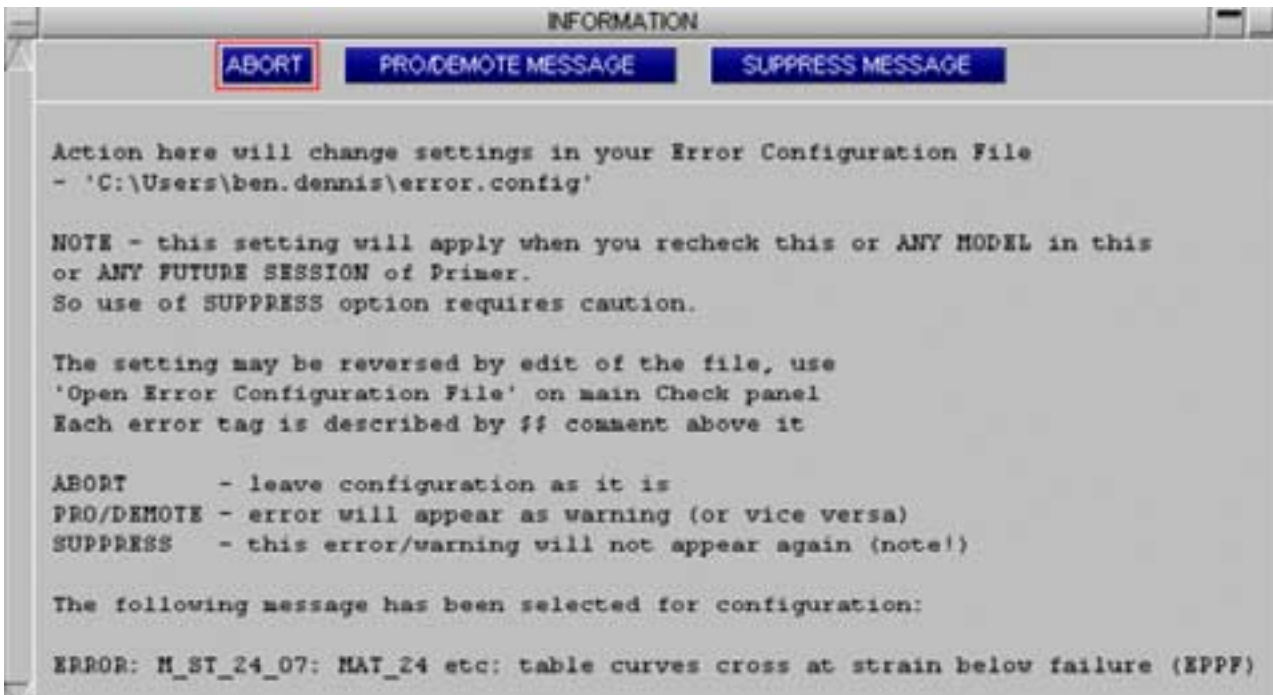 INFORMATION
ABORT PRO/DEMOTE MESSAGE SUPPRESS MESSAGE
Action here will change settings in your Error Configuration File
- 'C:\Users\ben.dennis\error.config'
NOTE - this setting will apply when you recheck this or ANY MODEL in this
or ANY FUTURE SESSION of Primer.
So use of SUPPRESS option requires caution.
The setting may be reversed by edit of the file, use
'Open Error Configuration File' on main Check panel
Each error tag is described by $$ comment above it
ABORT - leave configuration as it is
PRO/DEMOTE - error will appear as warning (or vice versa)
SUPPRESS - this error/warning will not appear again (note!)
The following message has been selected for configuration:
ERROR: M_ST_24_07: MAT_24 etc: table curves cross at strain below failure (EPPF)